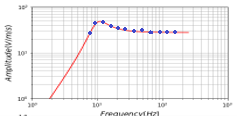 Amplitude(V/m/s)
10²
10¹
10⁰
10⁰ 10¹ 10² 10³
Frequency(Hz)